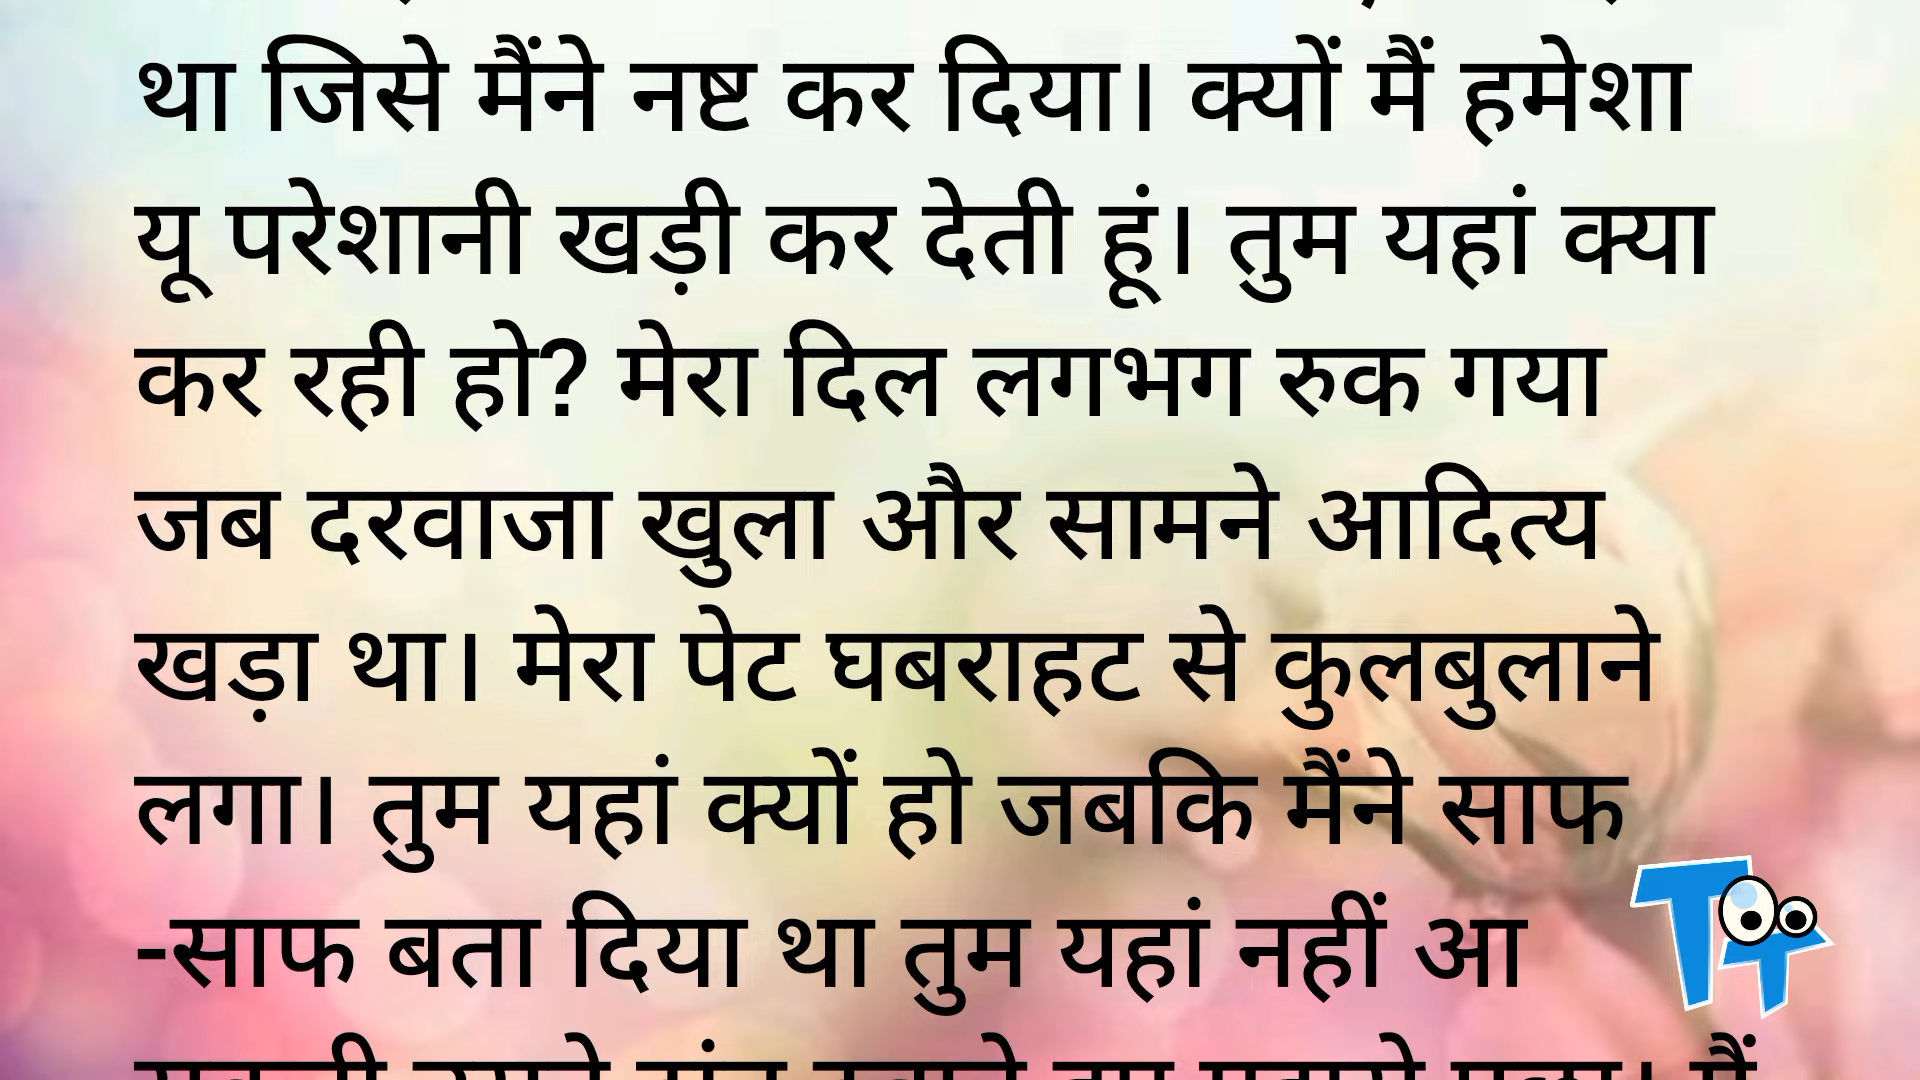 था जिसे मैंने नष्ट कर दिया। क्यों मैं हमेशा
यू परेशानी खड़ी कर देती हूं। तुम यहां क्या
कर रही हो? मेरा दिल लगभग रुक गया
जब दरवाजा खुला और सामने आदित्य
खड़ा था। मेरा पेट घबराहट से कुलबुलाने
लगा। तुम यहां क्यों हो जबकि मैंने साफ
-साफ बता दिया था तुम यहां नहीं आ
TY